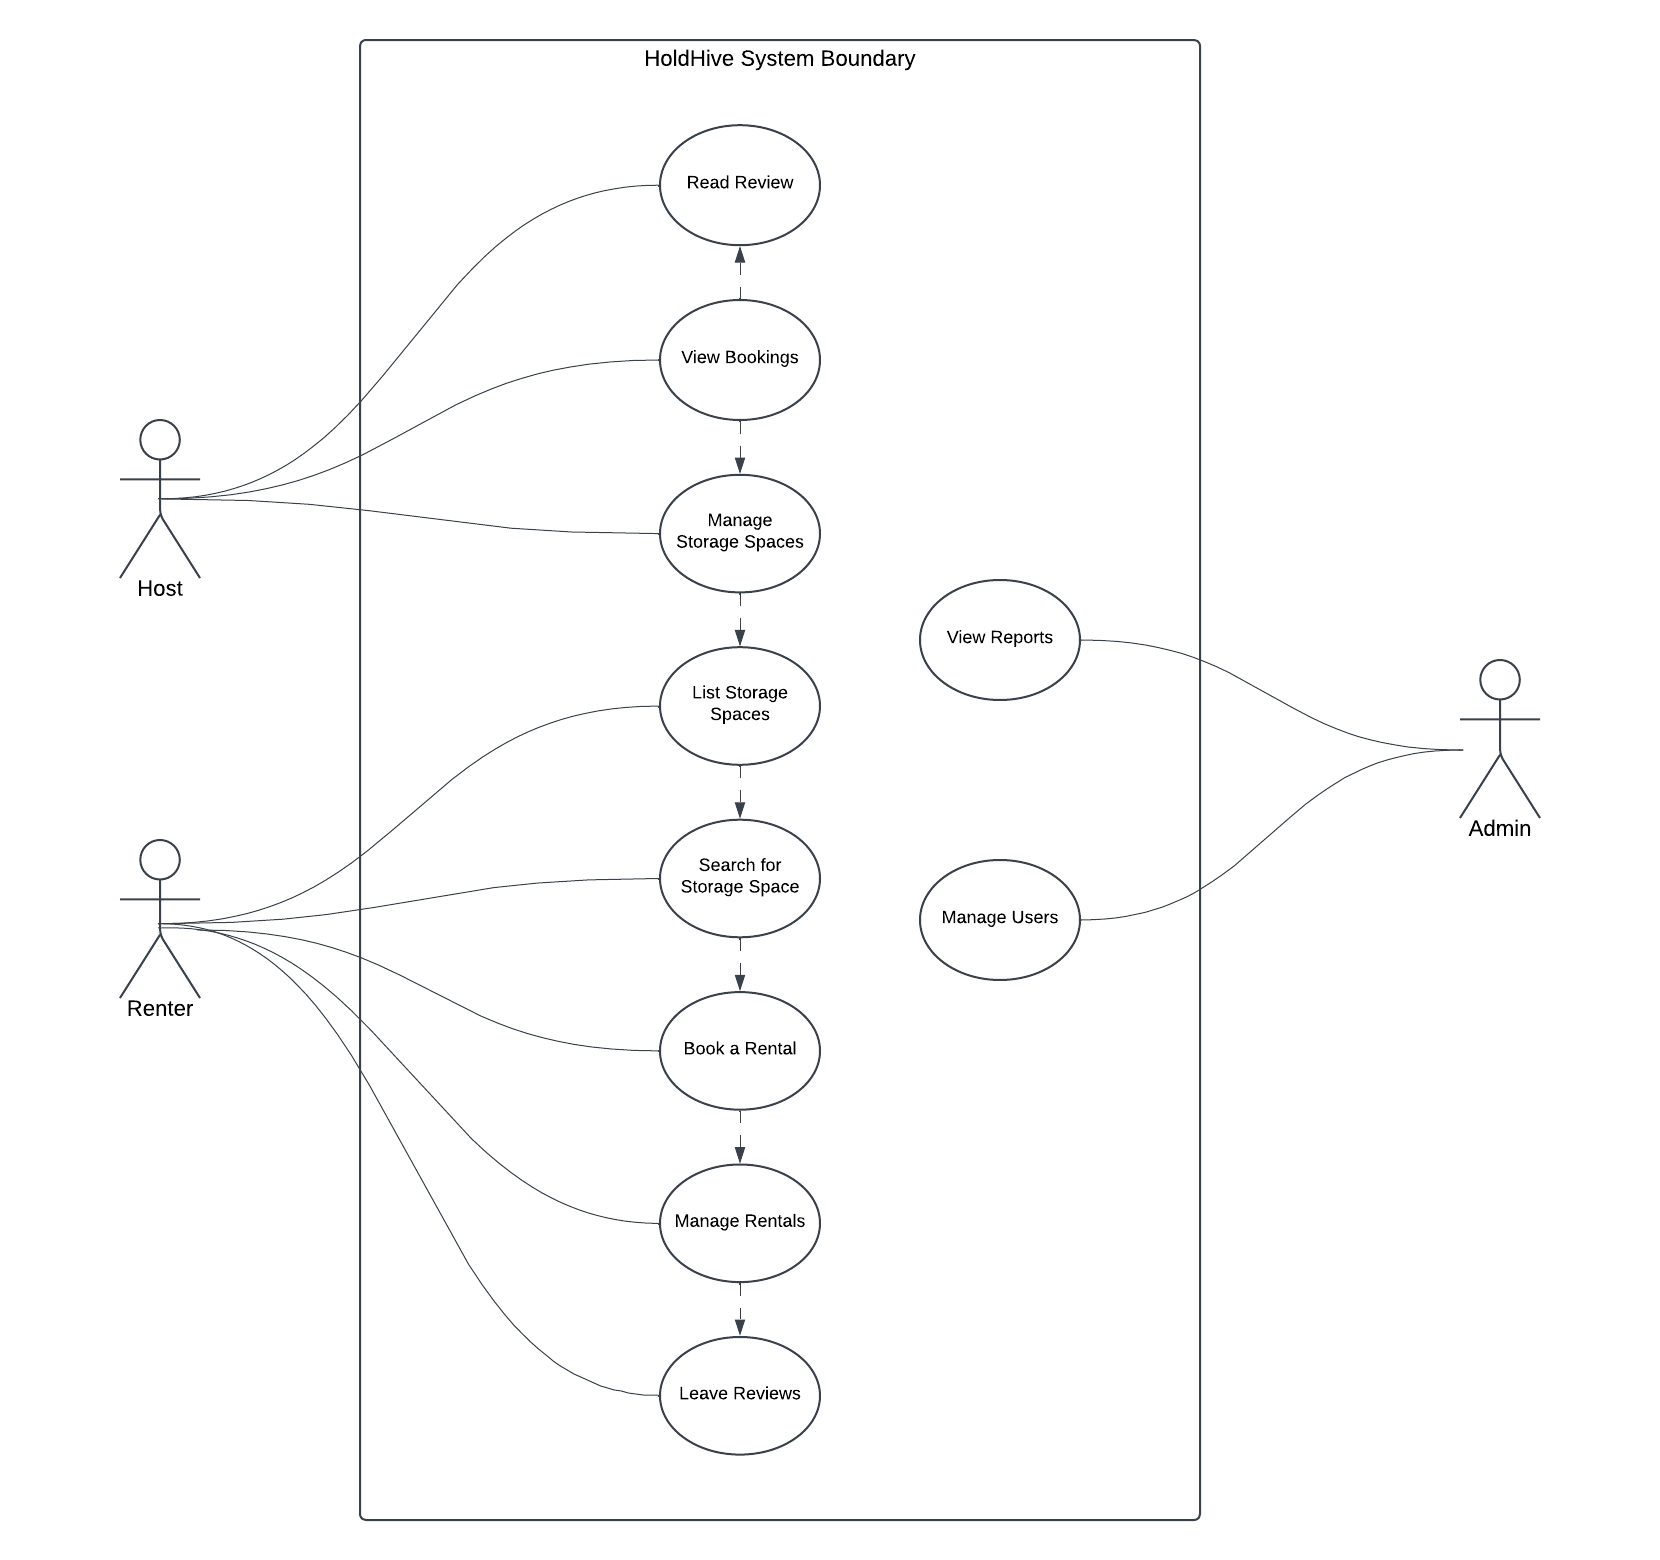 HoldHive System Boundary
Read Review
View Bookings
Manage
Storage Spaces
Host
View Reports
List Storage
Spaces
Admin
Search for
Storage Space
Manage Users
Renter
Book a Rental
Manage Rentals
Leave Reviews